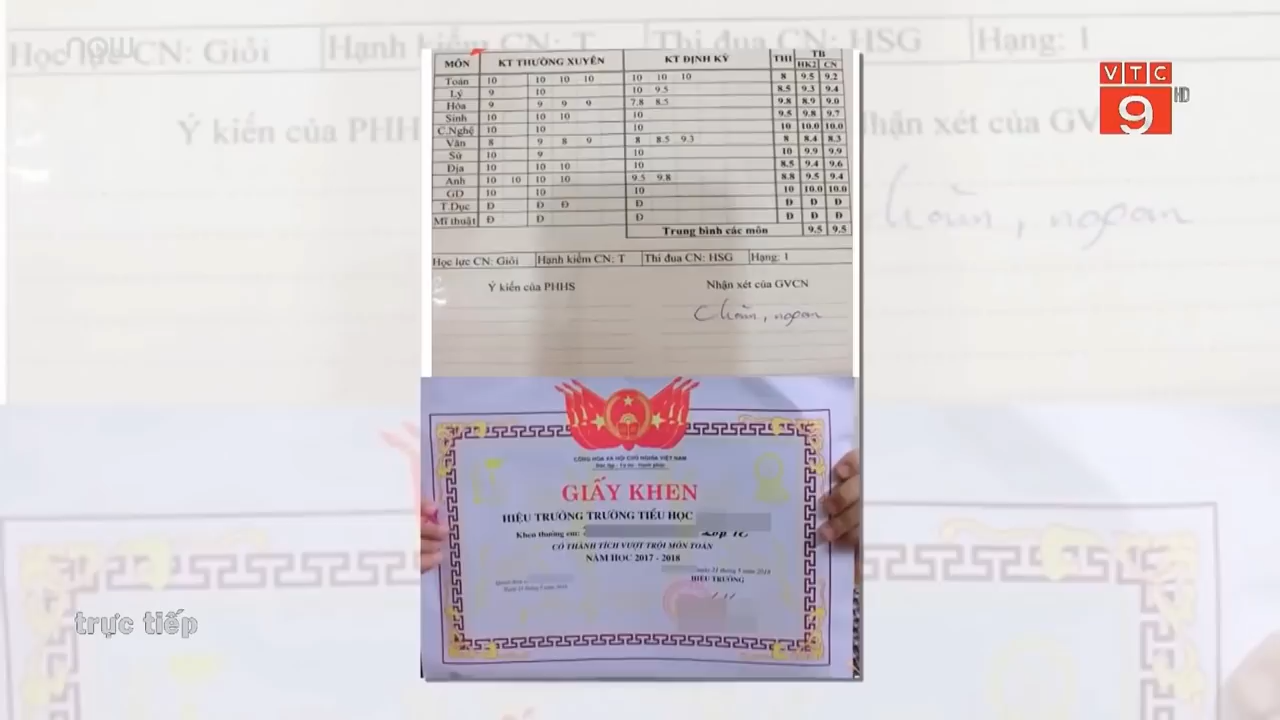 now
Học lực CN: Giỏi Hạnh kiểm CN: T Thi đua CN: HSG Hạng: 1
VTC
9 HD
MÔN KT THƯỜNG XUYÊN KT ĐỊNH KỲ THI TB
HK2 CN
Toán 10 10 10 10 10 10 10 8 9.5 9.2
Lý 9 10 10 9.5 8.5 9.3 9.4
Hóa 9 9 9 9 7.8 8.5 9.8 8.9 9.0
Sinh 10 10 10 10 9.5 9.8 9.7
C.Nghệ 10 10 10 10.0 10.0
Văn 8 9 8 9 8 8.5 9.3 8 8.4 8.3
Sử 10 9 10 10 9.9 9.9
Địa 10 10 10 10 8.5 9.4 9.6
Anh 10 10 10 10 9.5 9.8 8.8 9.5 9.4
GD 10 10 10 10 10.0 10.0
T.Dục Đ Đ Đ Đ Đ Đ Đ
Mĩ thuật Đ Đ Đ Đ Đ Đ
Trung bình các môn 9.5 9.5
Học lực CN: Giỏi Hạnh kiểm CN: T Thi đua CN: HSG Hạng: 1
Ý kiến của PHHS Nhận xét của GVCN
ngoan
Ý kiến của PHH hận xét của GV
ngoan
CỘNG HÒA XÃ HỘI CHỦ NGHĨA VIỆT NAM
Độc lập - Tự do - Hạnh phúc
GIẤY KHEN
HIỆU TRƯỞNG TRƯỜNG TIỂU HỌC
Khen thưởng em:
CÓ THÀNH TÍCH VƯỢT TRỘI MÔN TOÁN
NĂM HỌC 2017 - 2018
HIỆU TRƯỞNG
trực tiếp